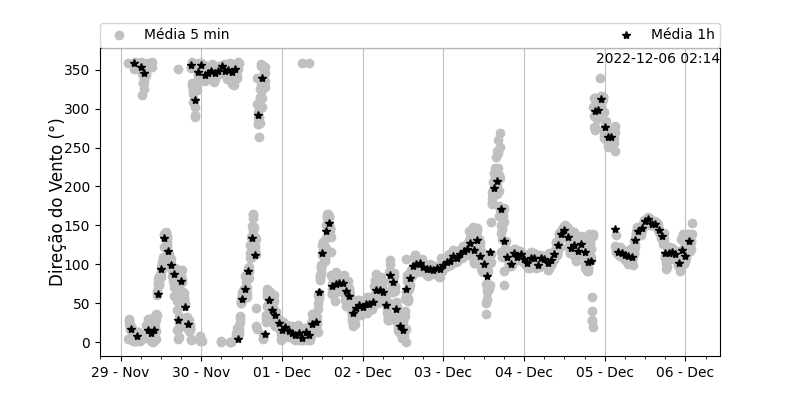 Média 5 min
Média 1h
2022-12-06 02:14
Direção do Vento (°)
350
300
250
200
150
100
50
0
29 - Nov
30 - Nov
01 - Dec
02 - Dec
03 - Dec
04 - Dec
05 - Dec
06 - Dec